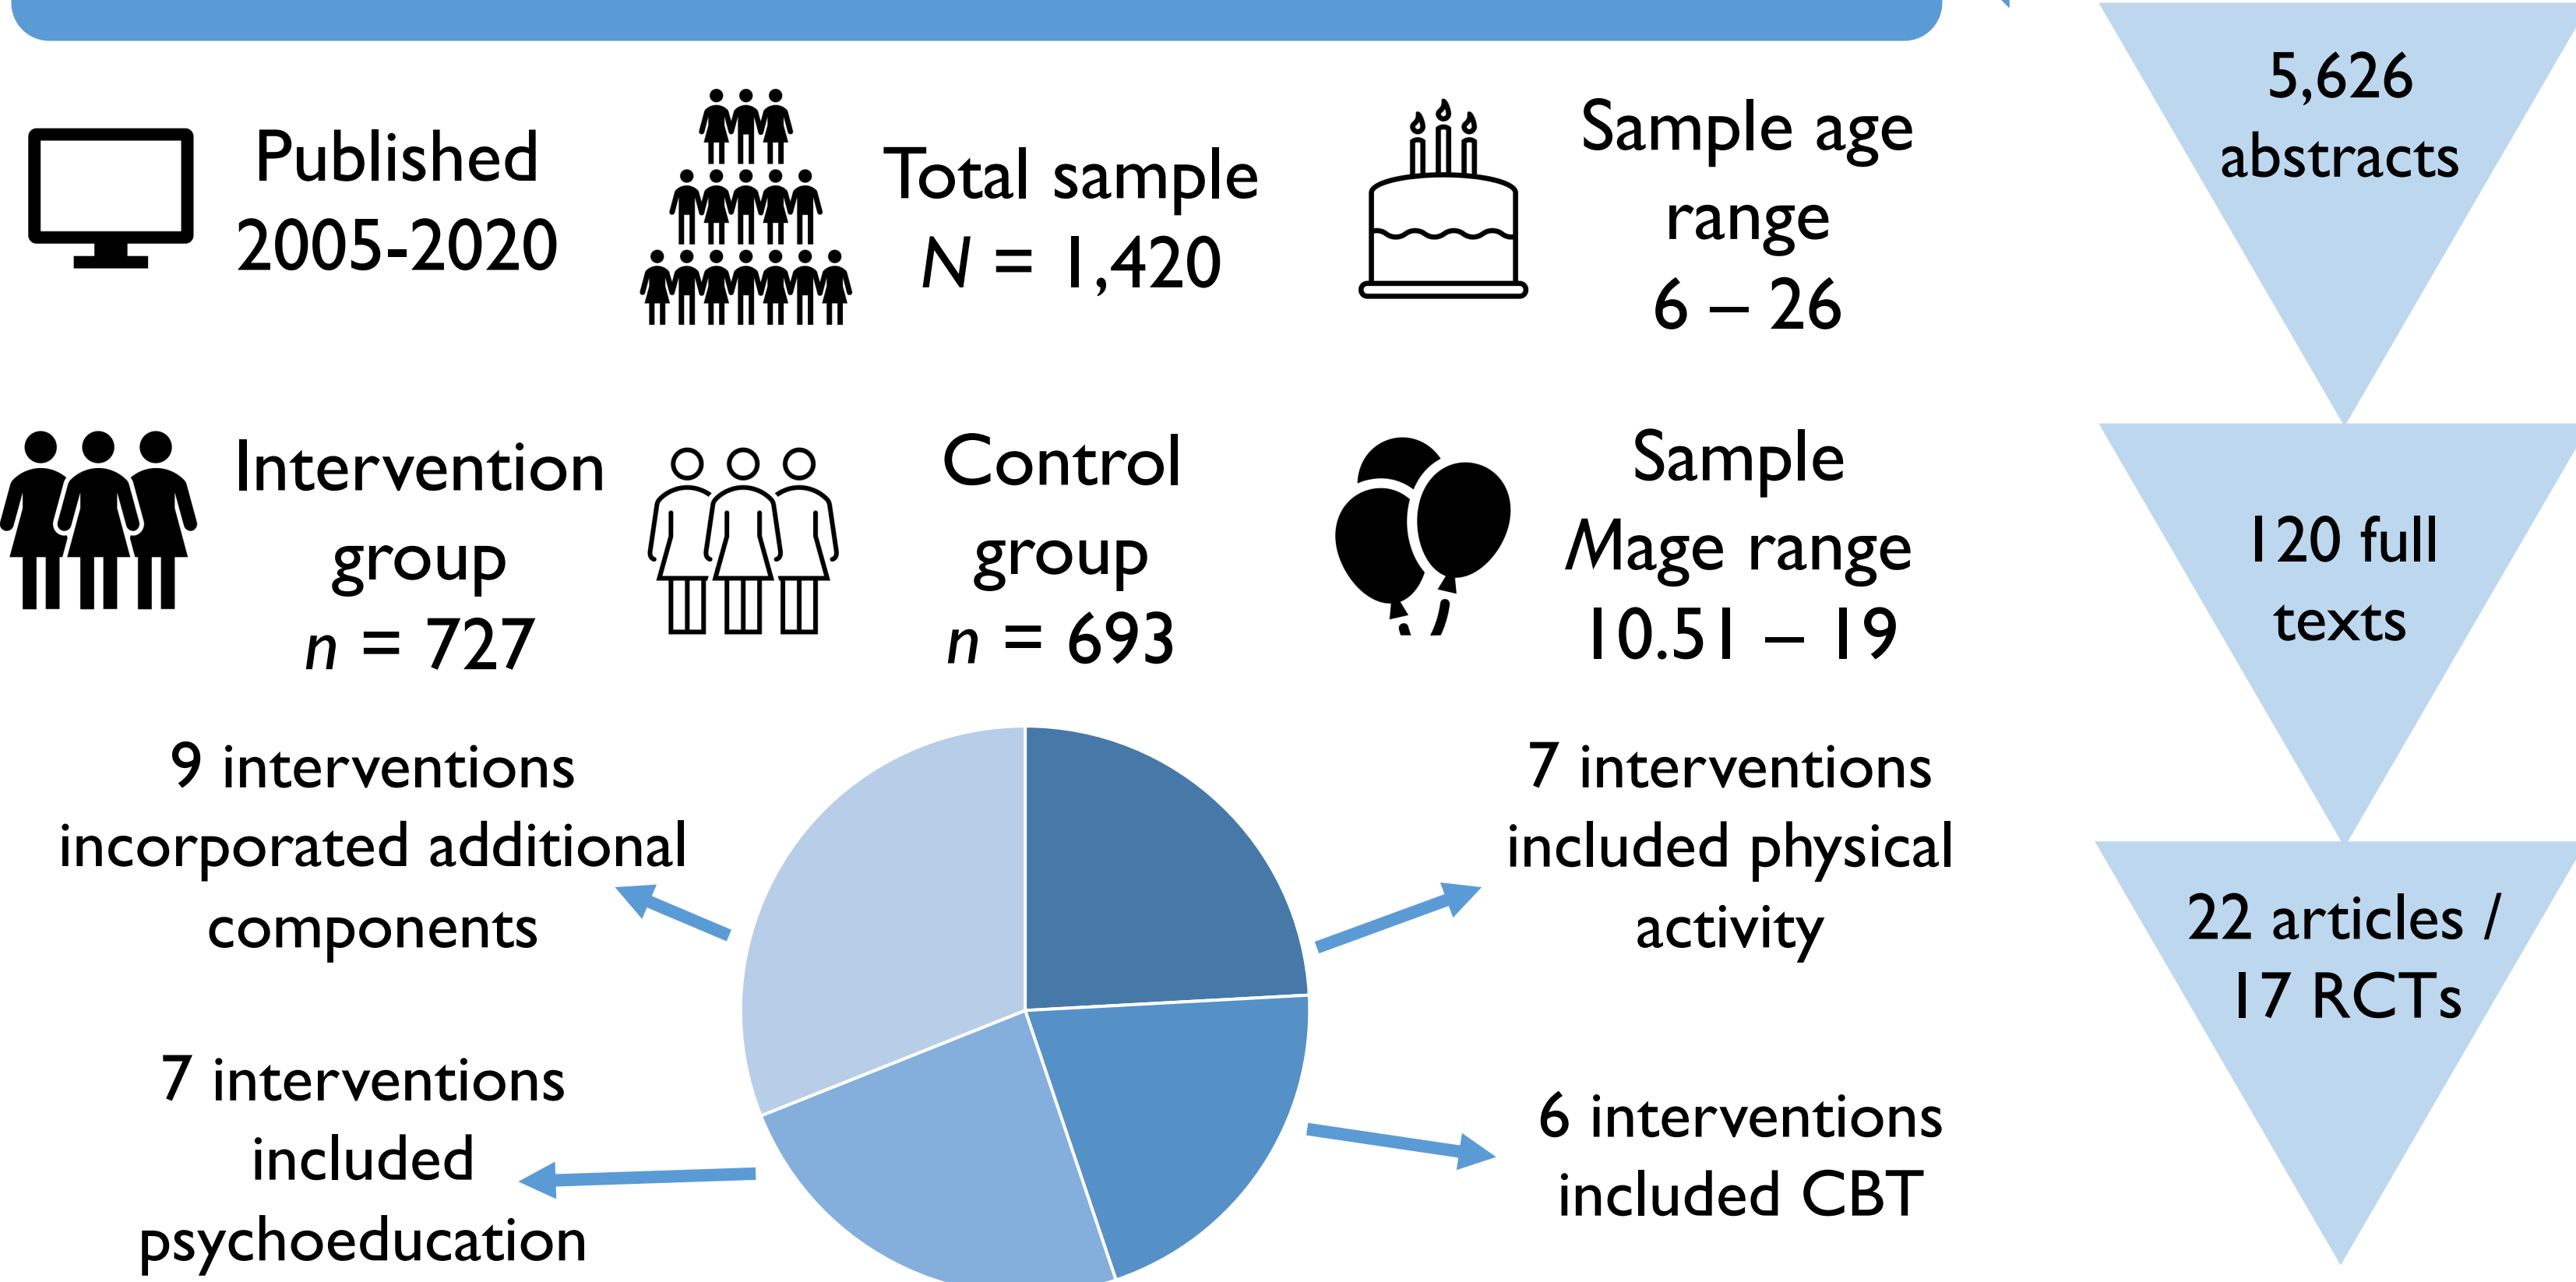 Published
2005-2020
Total sample
N = 1,420
Sample age
range
6 – 26
Intervention
group
n = 727
Control
group
n = 693
Sample
Mage range
10.51 – 19
9 interventions
incorporated additional
components
7 interventions
included physical
activity
7 interventions
included
psychoeducation
6 interventions
included CBT
5,626
abstracts
120 full
texts
22 articles /
17 RCTs